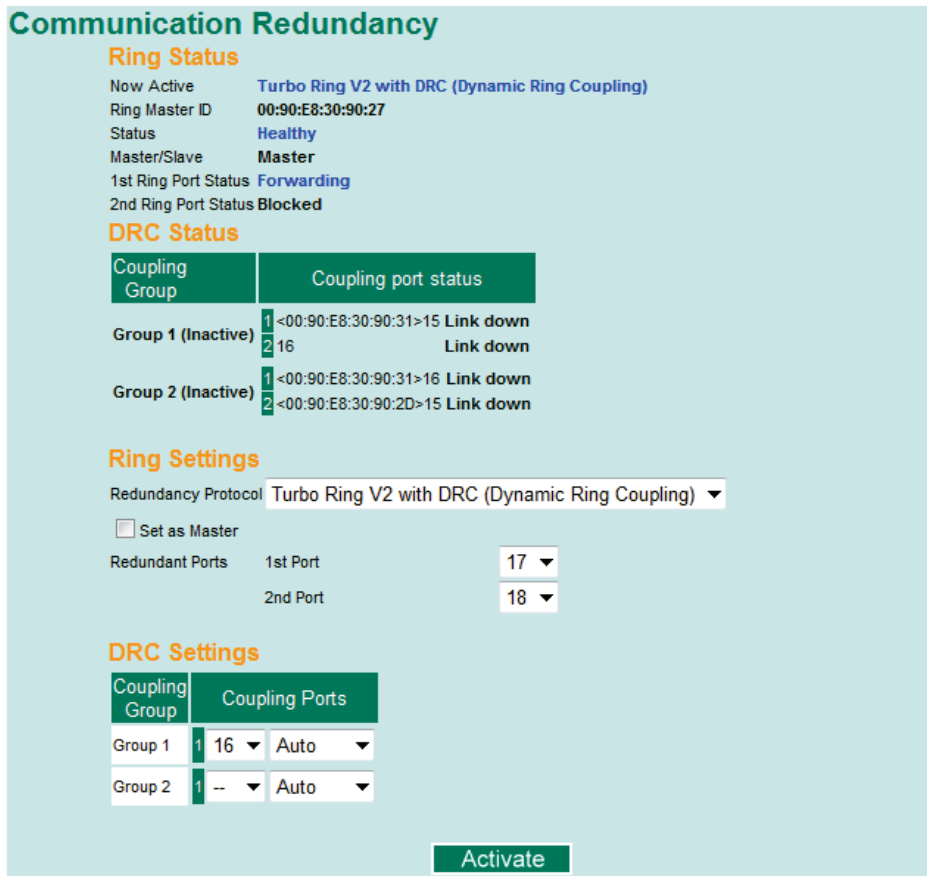 Communication Redundancy
Ring Status
Now Active Turbo Ring V2 with DRC (Dynamic Ring Coupling)
Ring Master ID 00:90:E8:30:90:27
Status Healthy
Master/Slave Master
1st Ring Port Status Forwarding
2nd Ring Port Status Blocked
DRC Status
Coupling Group Coupling port status
Group 1 (Inactive) 1 <00:90:E8:30:90:31>15 Link down
2 16 Link down
Group 2 (Inactive) 1 <00:90:E8:30:90:31>16 Link down
2 <00:90:E8:30:90:2D>15 Link down
Ring Settings
Redundancy Protocol Turbo Ring V2 with DRC (Dynamic Ring Coupling)
Set as Master
Redundant Ports 1st Port 17
2nd Port 18
DRC Settings
Coupling Group Coupling Ports
Group 1 1 16 Auto
Group 2 1 -- Auto
Activate